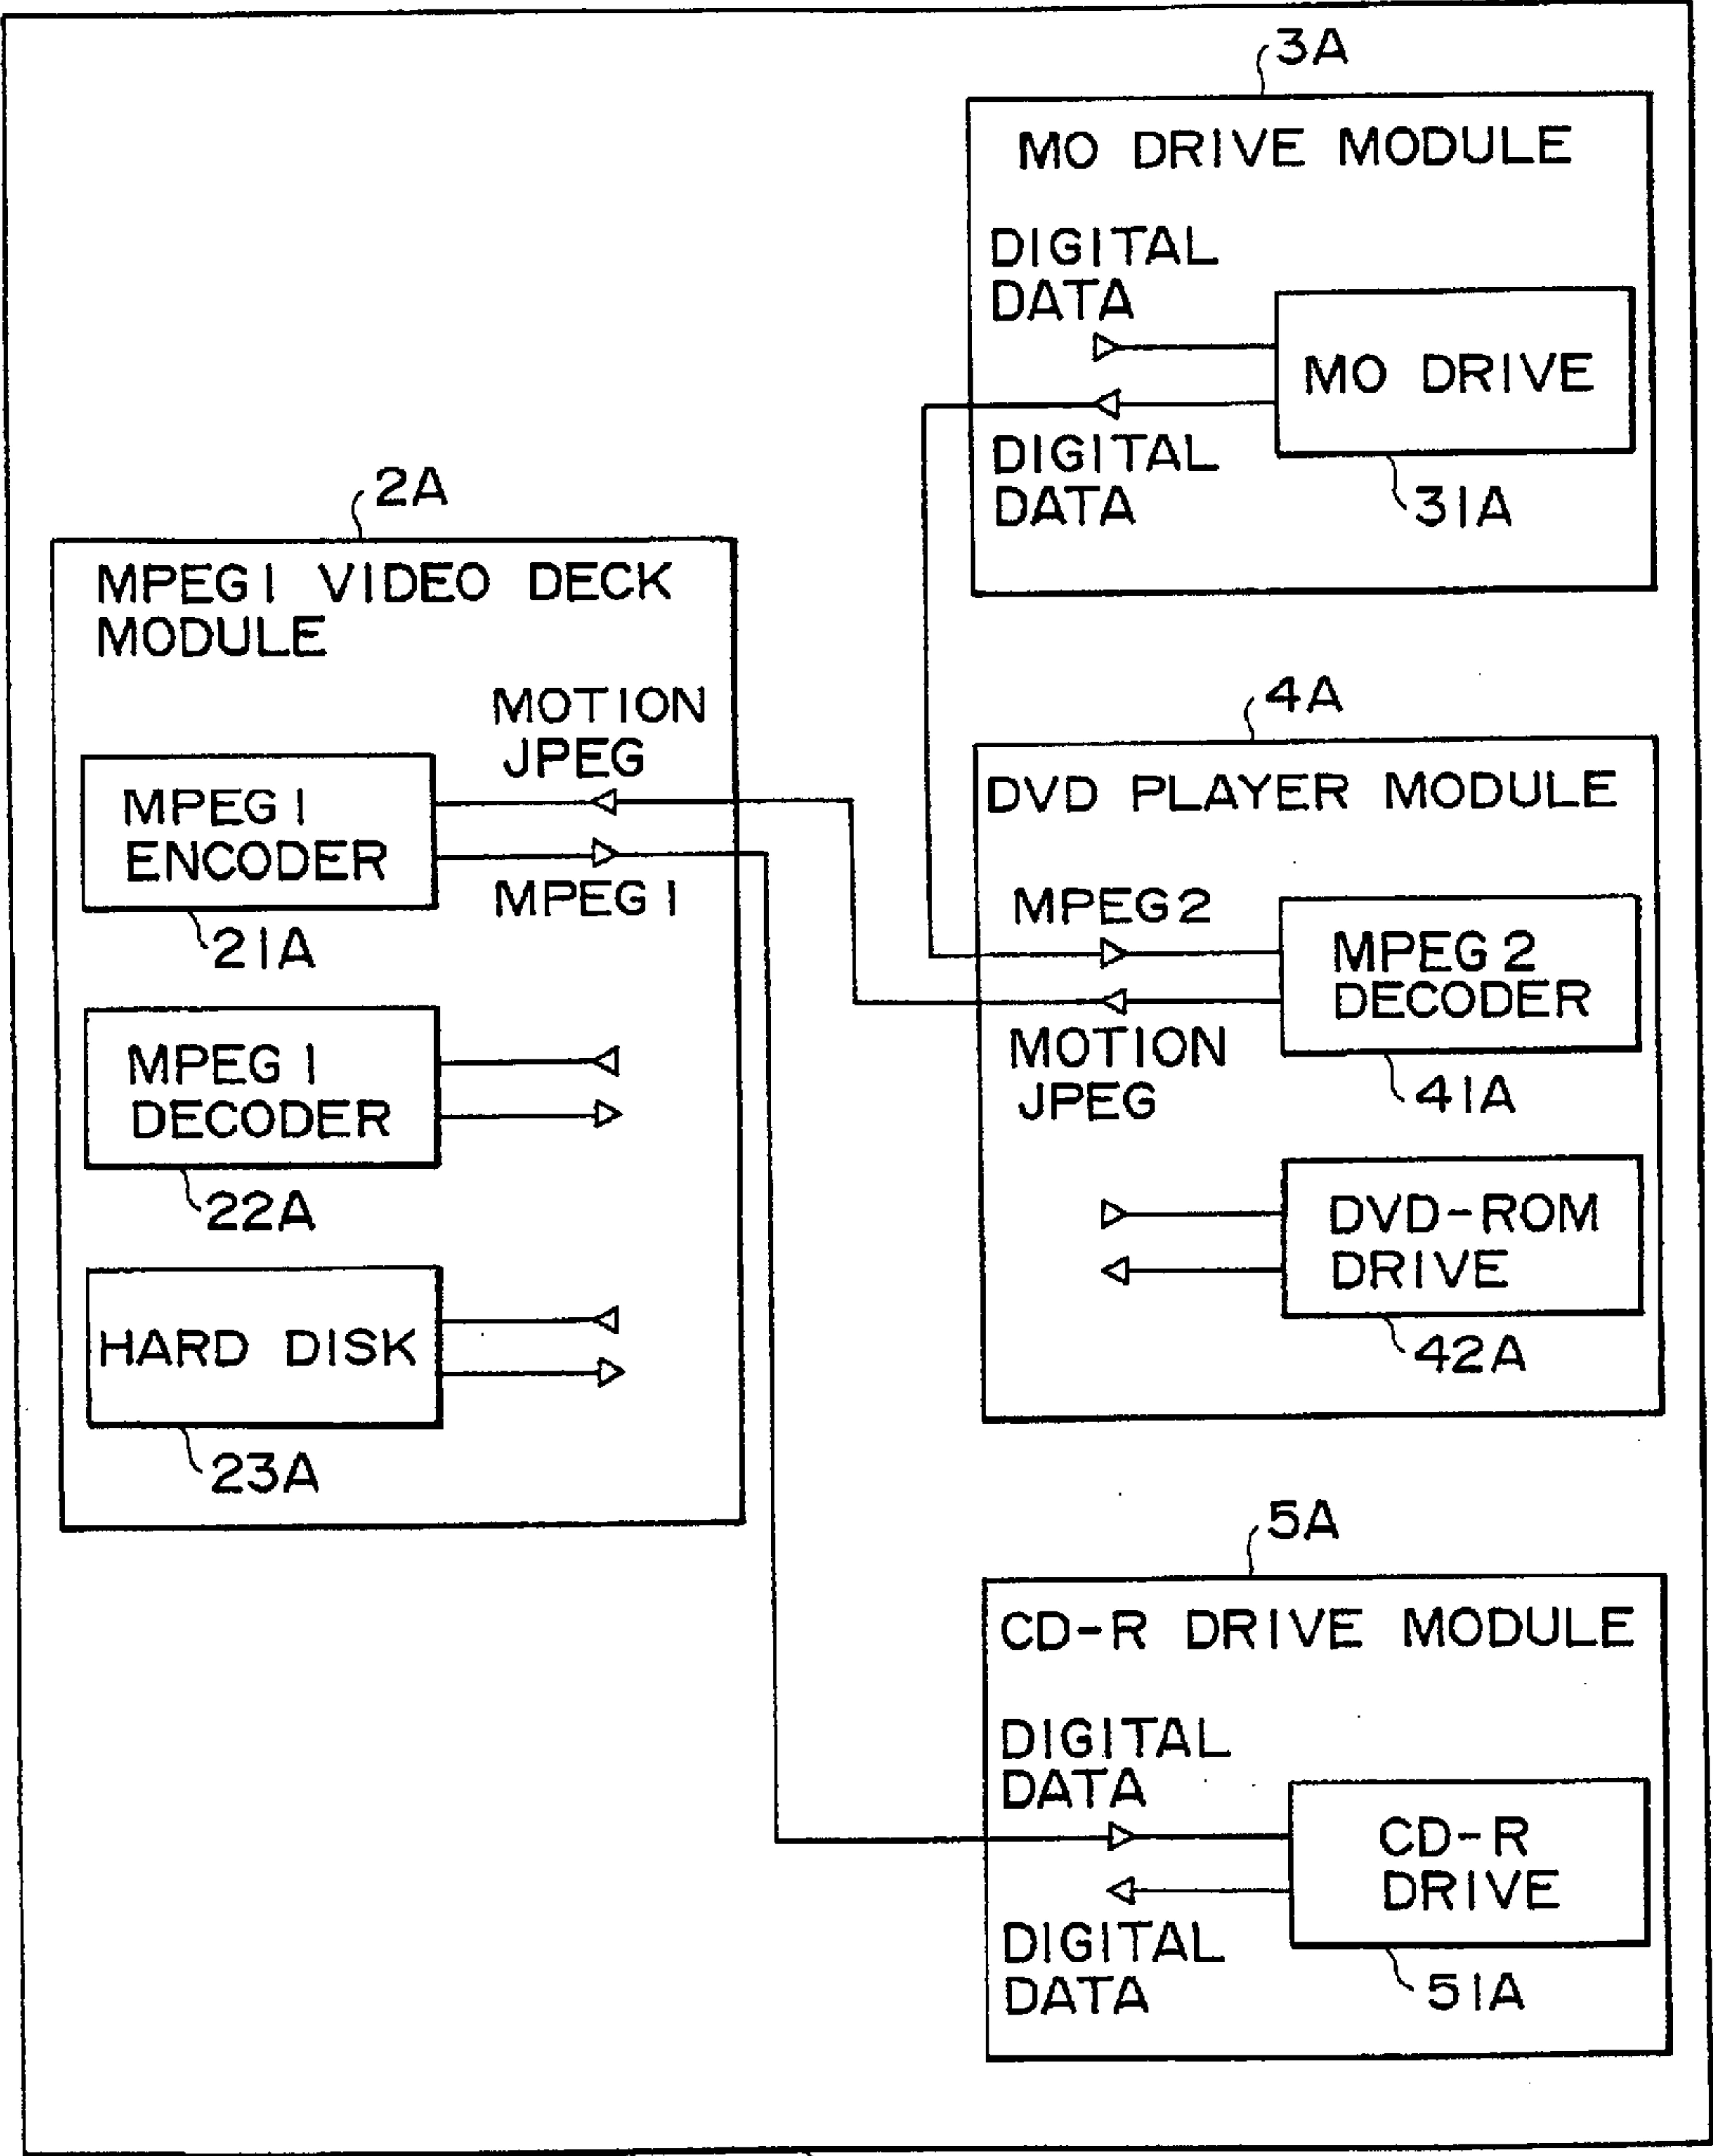 3A
MO DRIVE MODULE
DIGITAL
DATA
MO DRIVE
DIGITAL
DATA
31A
2A
MPEG1 VIDEO DECK
MODULE
MOTION
JPEG
MPEG1
ENCODER
MPEG1
21A
MPEG1
DECODER
22A
HARD DISK
23A
4A
DVD PLAYER MODULE
MPEG2
MPEG2
DECODER
MOTION
JPEG
41A
DVD-ROM
DRIVE
42A
5A
CD-R DRIVE MODULE
DIGITAL
DATA
CD-R
DRIVE
DIGITAL
DATA
51A